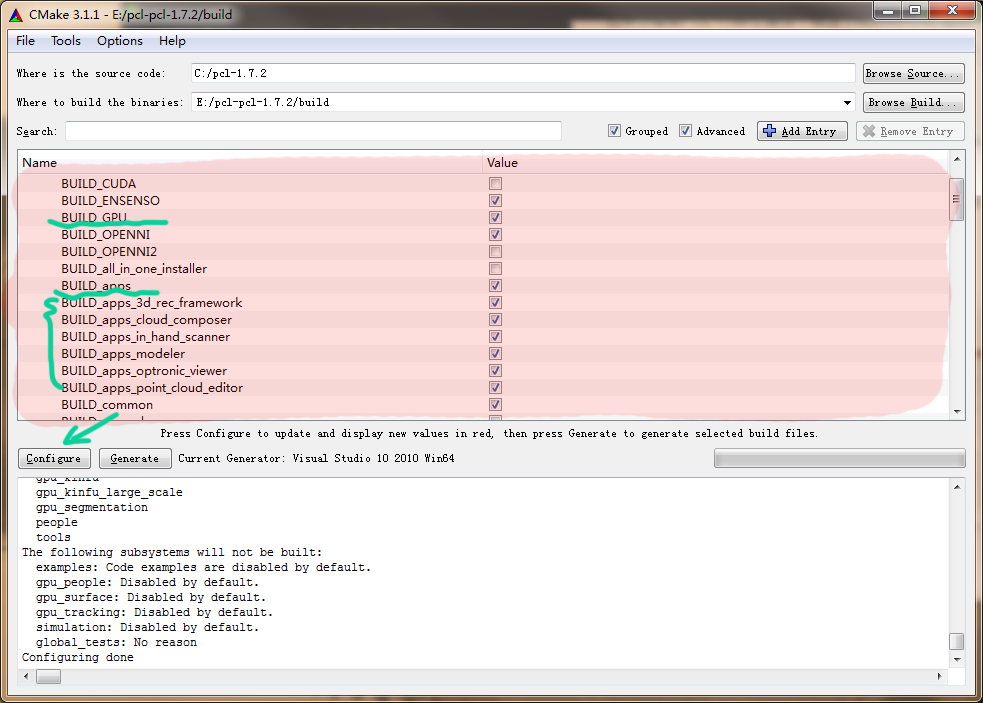 CMake 3.1.1 - E:/pcl-pcl-1.7.2/build
File Tools Options Help
Where is the source code: C:/pcl-1.7.2 Browse Source...
Where to build the binaries: E:/pcl-pcl-1.7.2/build Browse Build...
Search: Grouped Advanced Add Entry Remove Entry
Name Value
BUILD_CUDA
BUILD_ENSENSO
BUILD_GPU
BUILD_OPENNI
BUILD_OPENNI2
BUILD_all_in_one_installer
BUILD_apps
BUILD_apps_3d_rec_framework
BUILD_apps_cloud_composer
BUILD_apps_in_hand_scanner
BUILD_apps_modeler
BUILD_apps_optronic_viewer
BUILD_apps_point_cloud_editor
BUILD_common
Press Configure to update and display new values in red, then press Generate to generate selected build files.
Configure Generate Current Generator: Visual Studio 10 2010 Win64
gpu_kinfu
gpu_kinfu_large_scale
gpu_segmentation
people
tools
The following subsystems will not be built:
examples: Code examples are disabled by default.
gpu_people: Disabled by default.
gpu_surface: Disabled by default.
gpu_tracking: Disabled by default.
simulation: Disabled by default.
global_tests: No reason
Configuring done